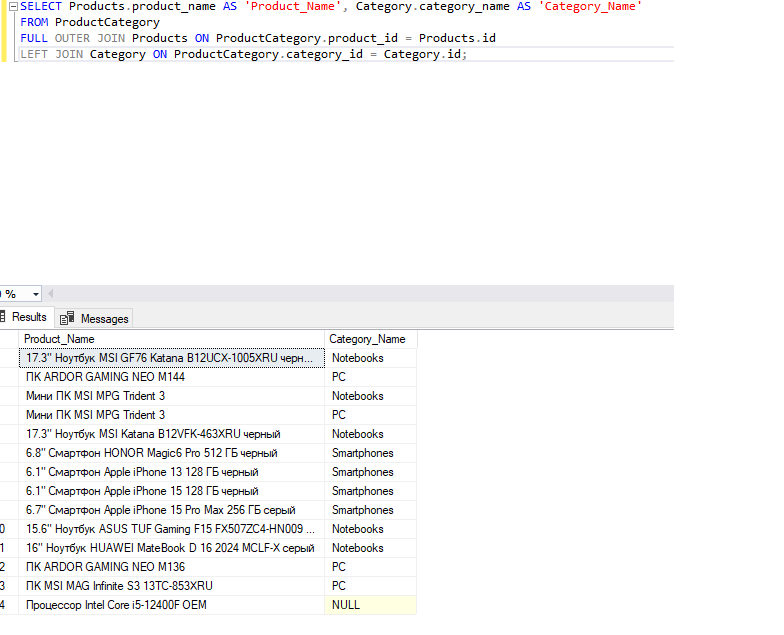 SELECT Products.product_name AS 'Product_Name', Category.category_name AS 'Category_Name'
FROM ProductCategory
FULL OUTER JOIN Products ON ProductCategory.product_id = Products.id
LEFT JOIN Category ON ProductCategory.category_id = Category.id;
0 %
Results Messages
Product_Name Category_Name
17.3" Ноутбук MSI GF76 Katana B12UCX-1005XRU черн... Notebooks
ПК ARDOR GAMING NEO M144 PC
Мини ПК MSI MPG Trident 3 Notebooks
Мини ПК MSI MPG Trident 3 PC
17.3" Ноутбук MSI Katana B12VFK-463XRU черный Notebooks
6.8" Смартфон HONOR Magic6 Pro 512 ГБ черный Smartphones
6.1" Смартфон Apple iPhone 13 128 ГБ черный Smartphones
6.1" Смартфон Apple iPhone 15 128 ГБ черный Smartphones
6.7" Смартфон Apple iPhone 15 Pro Max 256 ГБ серый Smartphones
0 15.6" Ноутбук ASUS TUF Gaming F15 FX507ZC4-HN009 ... Notebooks
1 16" Ноутбук HUAWEI MateBook D 16 2024 MCLF-X серый Notebooks
2 ПК ARDOR GAMING NEO M136 PC
3 ПК MSI MAG Infinite S3 13TC-853XRU PC
4 Процессор Intel Core i5-12400F OEM NULL